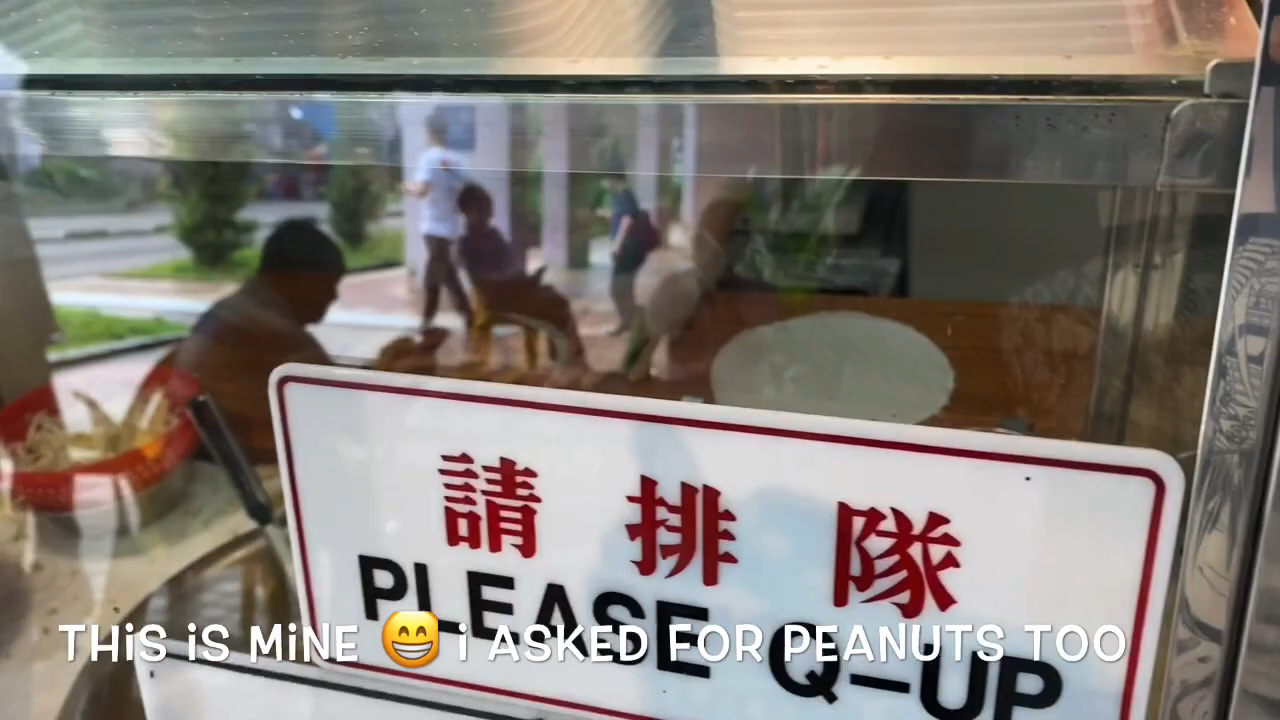 請排隊
PLEASE Q-UP
THiS iS MiNE 😁 i ASKED FOR PEANUTS TOO